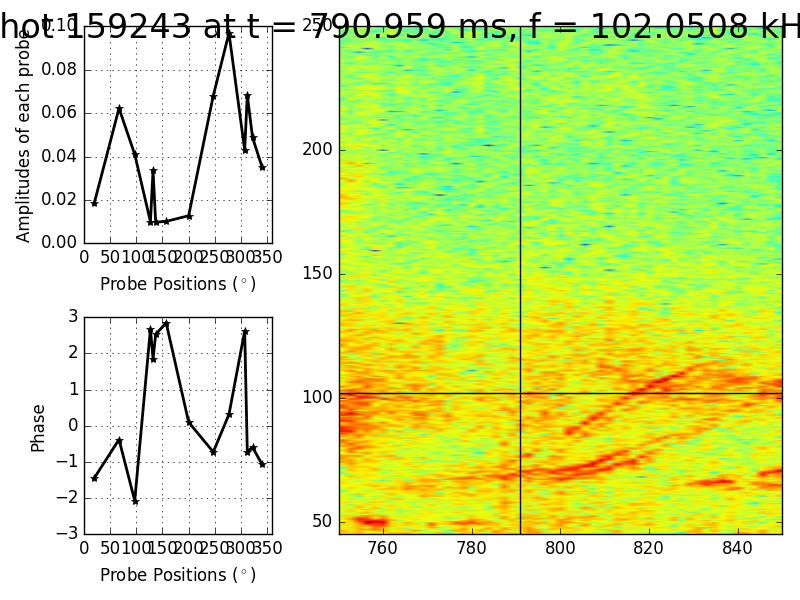 hot 159243 at t = 790.959 ms, f = 102.0508 kH
Amplitudes of each probe
0.10
0.08
0.06
0.04
0.02
0.00
0 50 100 150 200 250 300 350
Probe Positions (°)
Phase
3
2
1
0
−1
−2
−3
0 50 100 150 200 250 300 350
Probe Positions (°)
250
200
150
100
50
760 780 800 820 840